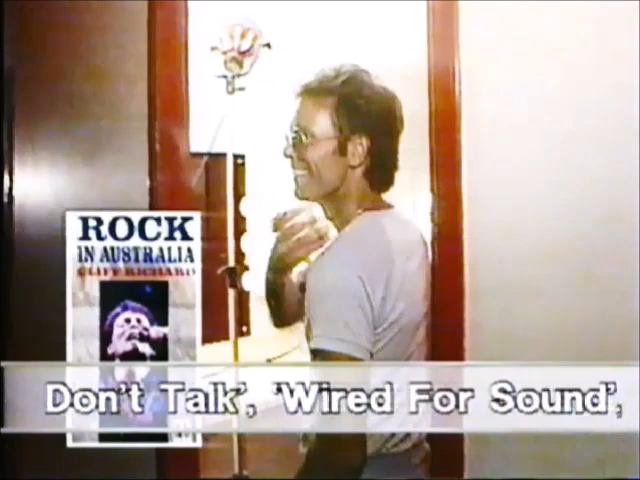 ROCK
IN AUSTRALIA
CLIFF RICHARD
Don't Talk', 'Wired For Sound',